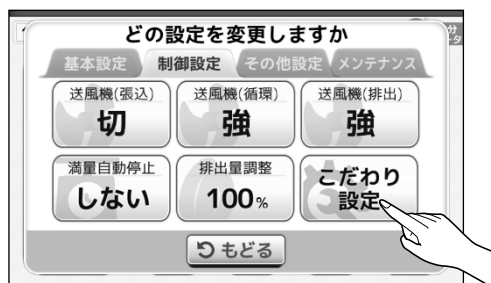 どの設定を変更しますか
基本設定 制御設定 その他設定 メンテナンス
送風機(張込) 送風機(循環) 送風機(排出)
切 強 強
満量自動停止 排出量調整 こだわり
しない 100% 設定
もどる
分